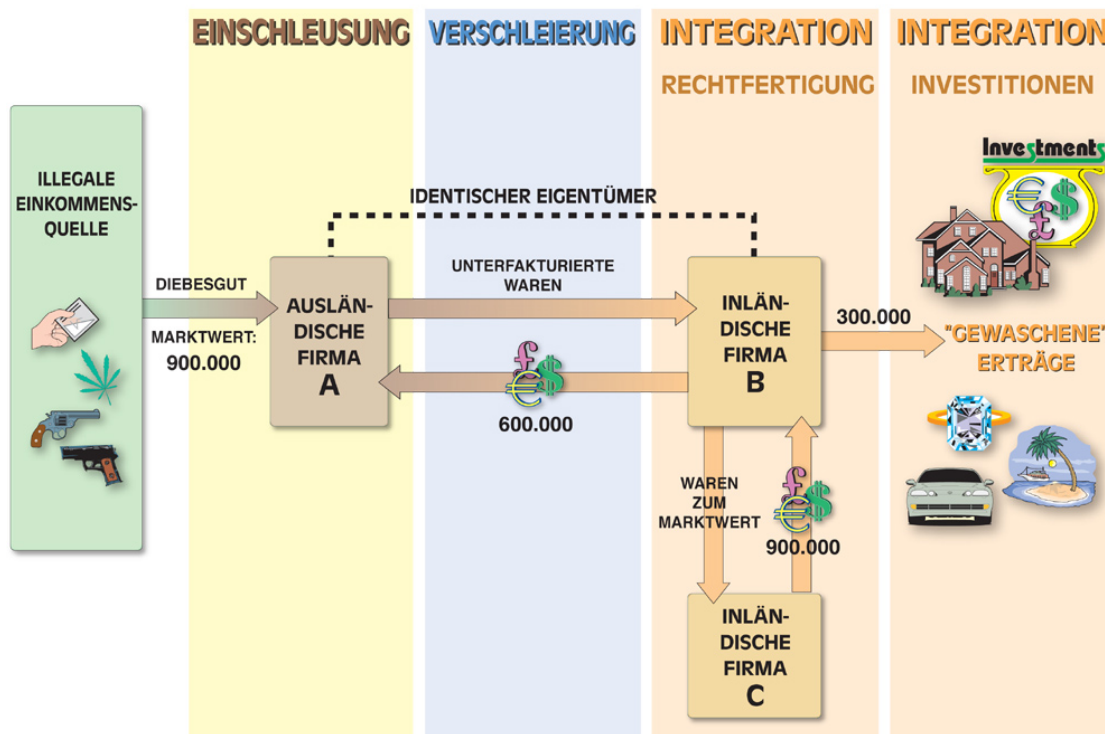 EINSCHLEUSUNG
VERSCHLEIERUNG
INTEGRATION
RECHTFERTIGUNG
INTEGRATION
INVESTITIONEN
Investments
ILLEGALE
EINKOMMENS-
QUELLE
IDENTISCHER EIGENTÜMER
DIEBESGUT
MARKTWERT:
900.000
AUSLÄN-
DISCHE
FIRMA
A
UNTERFAKTURIERTE
WAREN
£
€$
600.000
INLÄN-
DISCHE
FIRMA
B
300.000
€$
£
"GEWASCHENE"
ERTRÄGE
WAREN
ZUM
MARKTWERT
£
€$
900.000
INLÄN-
DISCHE
FIRMA
C